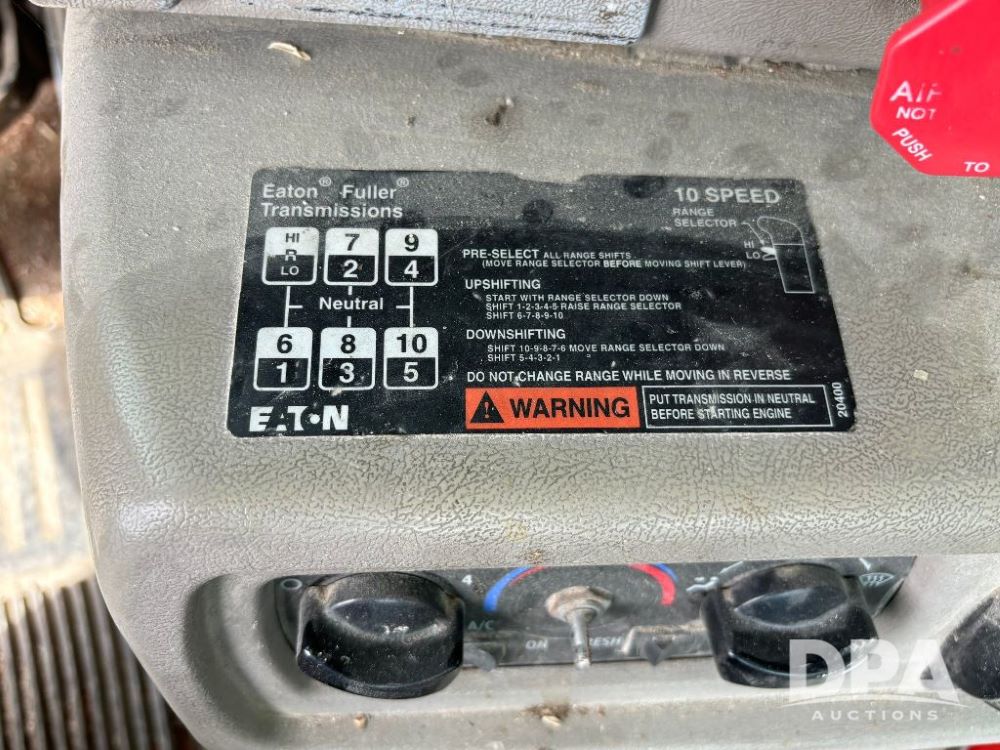 AIR
NOT
PUSH
TO
Eaton® Fuller®
Transmissions
10 SPEED
RANGE
SELECTOR
HI
LO
HI
R
LO
7
2
9
4
Neutral
6
1
8
3
10
5
EATON
PRE-SELECT ALL RANGE SHIFTS
(MOVE RANGE SELECTOR BEFORE MOVING SHIFT LEVER)
UPSHIFTING
START WITH RANGE SELECTOR DOWN
SHIFT 1-2-3-4-5 RAISE RANGE SELECTOR
SHIFT 6-7-8-9-10
DOWNSHIFTING
SHIFT 10-9-8-7-6 MOVE RANGE SELECTOR DOWN
SHIFT 5-4-3-2-1
DO NOT CHANGE RANGE WHILE MOVING IN REVERSE
WARNING
PUT TRANSMISSION IN NEUTRAL
BEFORE STARTING ENGINE
20400
4
A/C
ON
FRESH
DPA
AUCTIONS